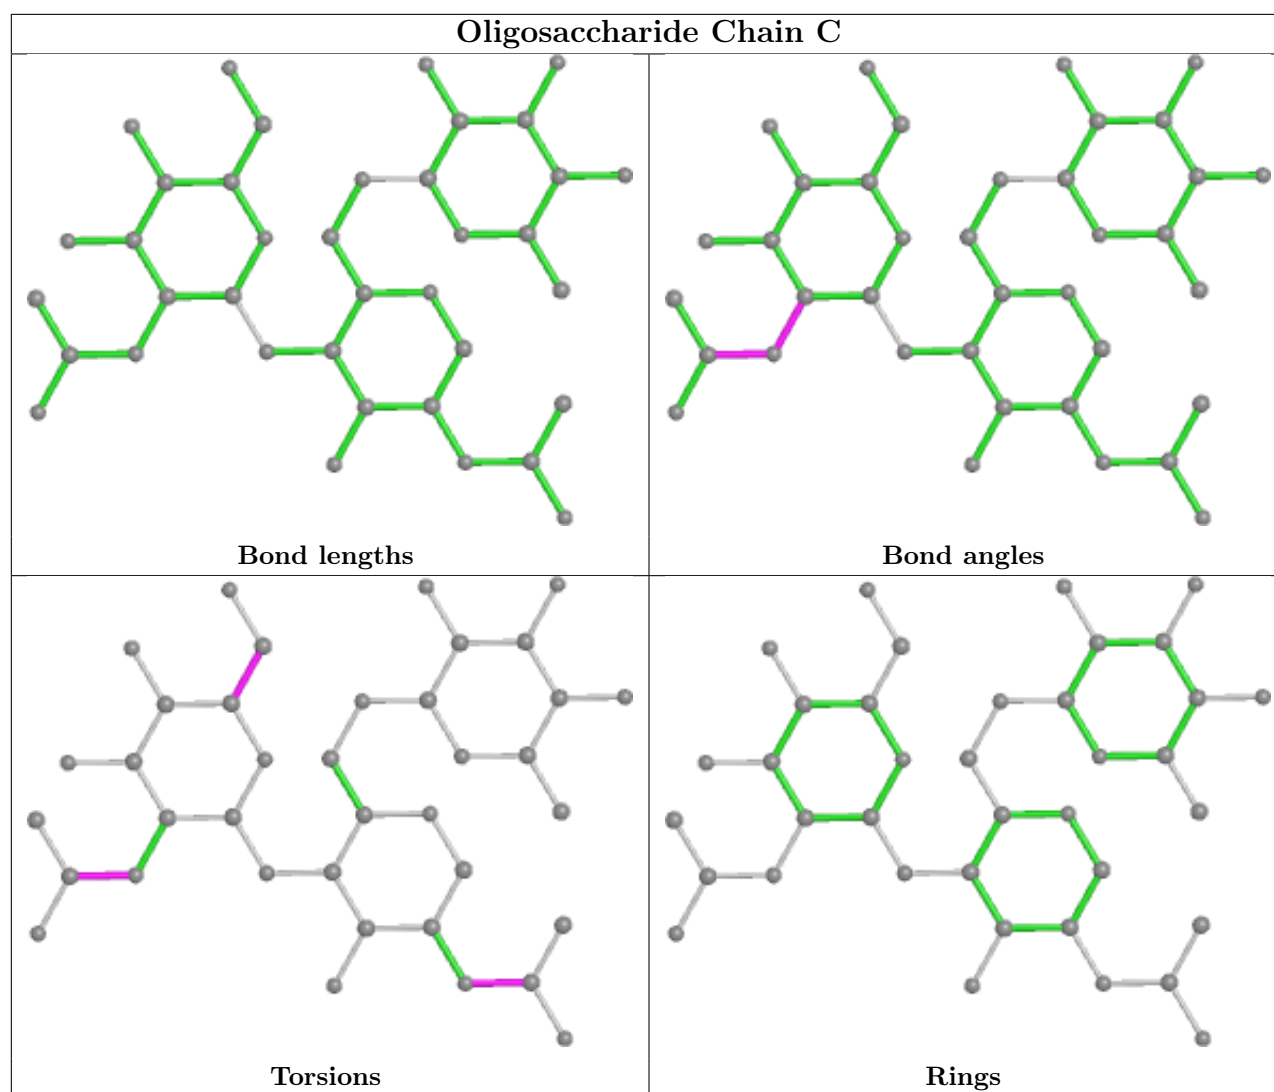 Oligosaccharide Chain C
Bond lengths
Bond angles
Torsions
Rings